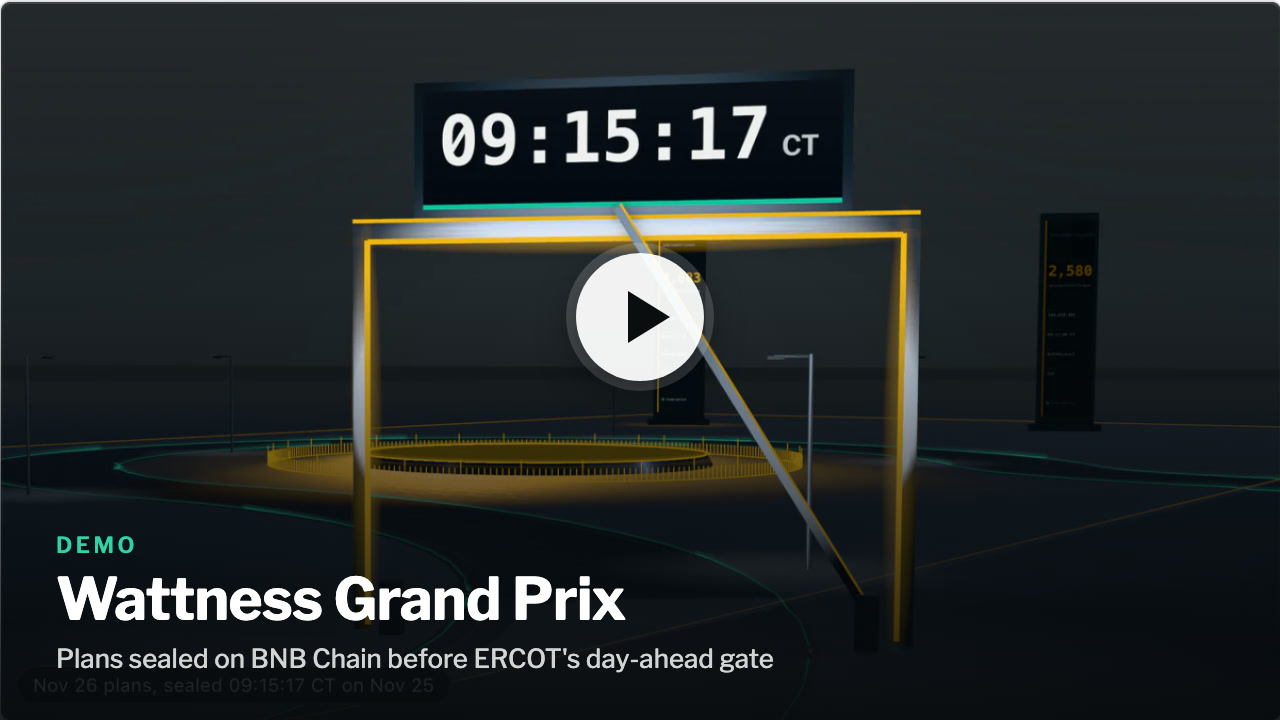 09:15:17 CT
2,580
DEMO
Wattness Grand Prix
Plans sealed on BNB Chain before ERCOT's day-ahead gate
Nov 26 plans, sealed 09:15:17 CT on Nov 25